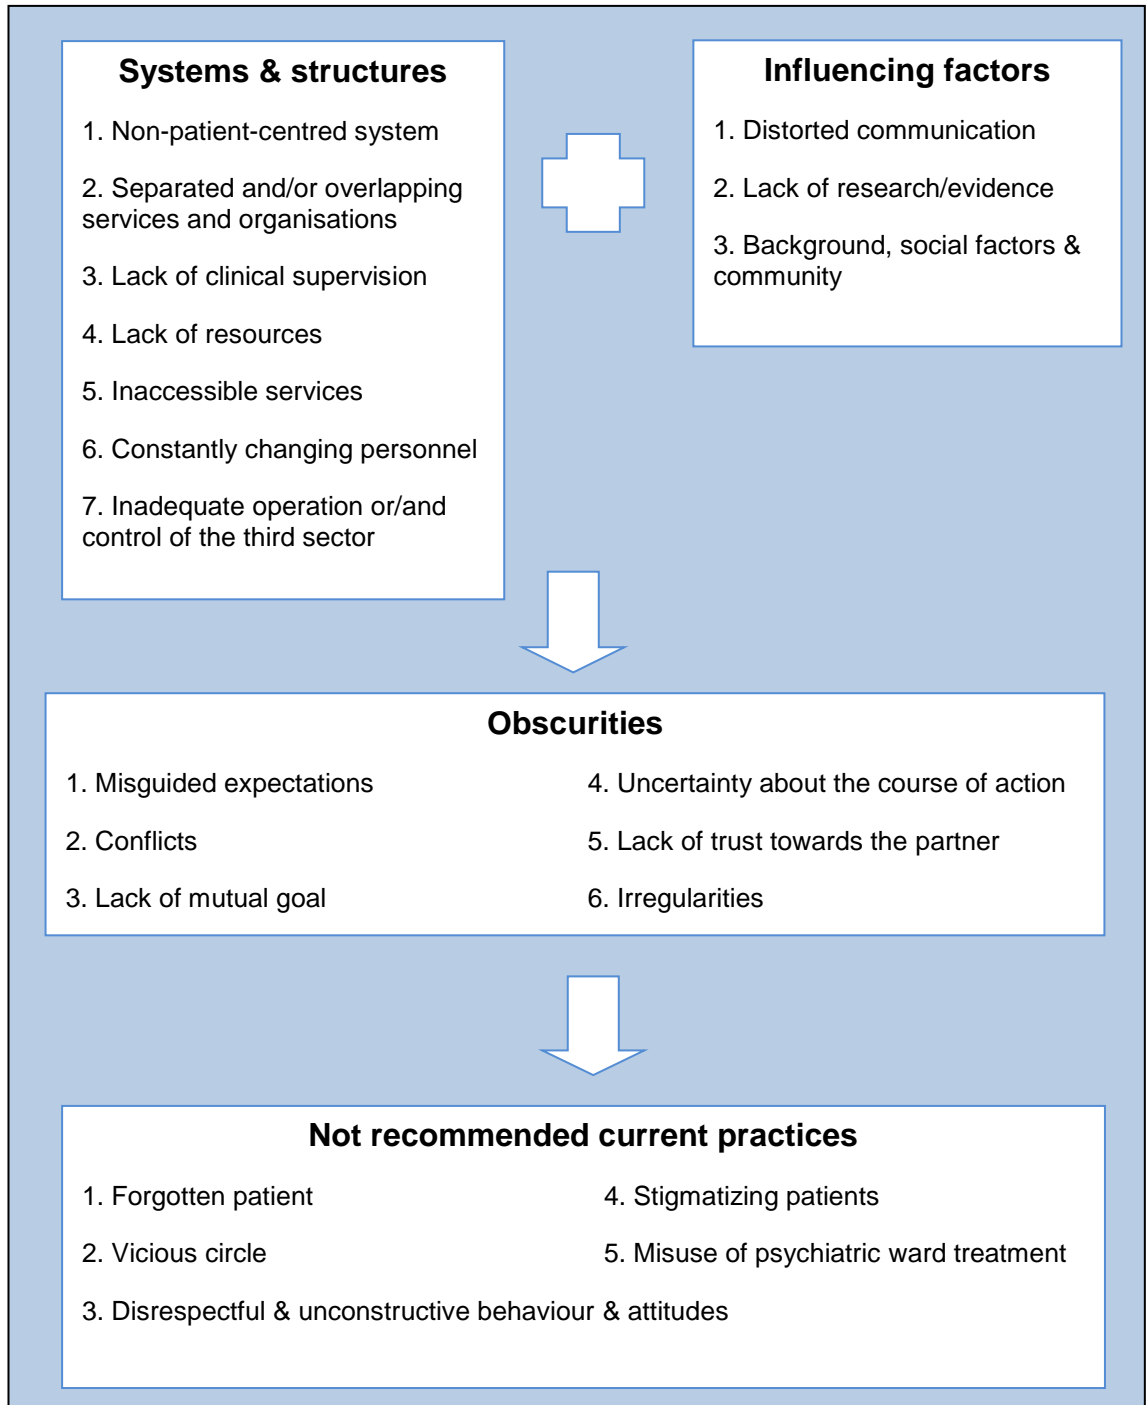 Systems & structures
1. Non-patient-centred system
2. Separated and/or overlapping
services and organisations
3. Lack of clinical supervision
4. Lack of resources
5. Inaccessible services
6. Constantly changing personnel
7. Inadequate operation or/and
control of the third sector
Influencing factors
1. Distorted communication
2. Lack of research/evidence
3. Background, social factors &
community
Obscurities
1. Misguided expectations
2. Conflicts
3. Lack of mutual goal
4. Uncertainty about the course of action
5. Lack of trust towards the partner
6. Irregularities
Not recommended current practices
1. Forgotten patient
2. Vicious circle
3. Disrespectful & unconstructive behaviour & attitudes
4. Stigmatizing patients
5. Misuse of psychiatric ward treatment